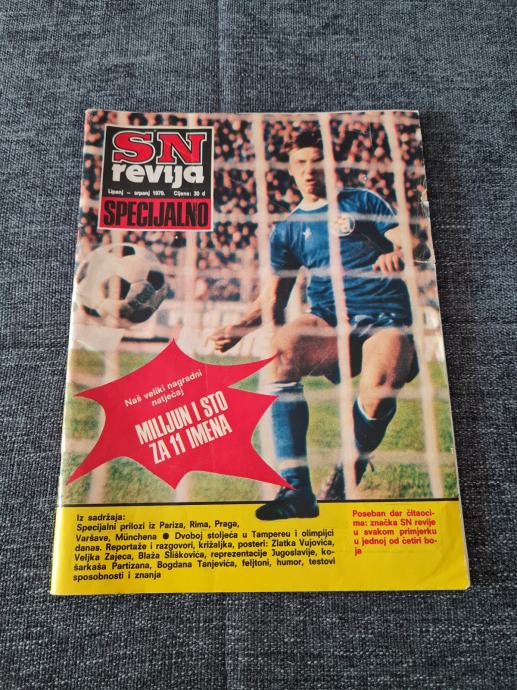 SN
revija
Lipanj – srpanj 1979. Cijena: 30 d
SPECIJALNO
Naš veliki nagradni
natječaj
MILIJUN I STO
ZA 11 IMENA
Iz sadržaja:
Specijalni prilozi iz Pariza, Rima, Praga,
Varšave, Münchena ● Dvoboj stoljeća u Tampereu i olimpijci
danas. Reportaže i razgovori, križaljka, posteri: Zlatka Vujovića,
Veljka Zajeca, Blaža Sliškovića, reprezentacije Jugoslavije, ko-
šarkaša Partizana, Bogdana Tanjevića, feljtoni, humor, testovi
sposobnosti i znanja
Poseban dar čitaoci-
ma: značka SN revije
u svakom primjerku
u jednoj od četiri bo-
ja